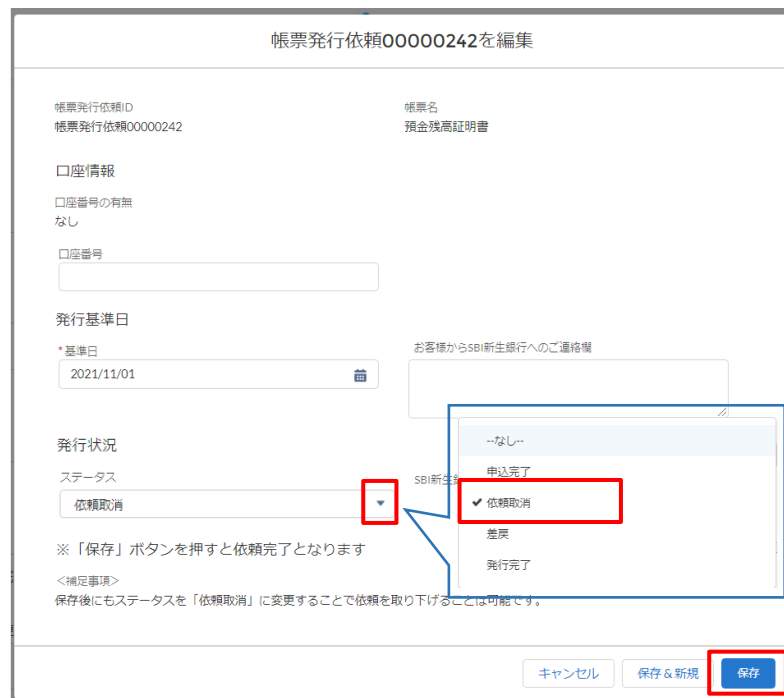 帳票発行依頼00000242を編集
帳票発行依頼ID
帳票名
帳票発行依頼00000242
預金残高証明書
口座情報
口座番号の有無
なし
口座番号
発行基準日
*基準日
お客様からSBI新生銀行へのご連絡欄
2021/11/01
発行状況
ステータス
SBI新生
依頼取消
--なし--
申込完了
依頼取消
差戻
発行完了
※「保存」ボタンを押すと依頼完了となります
<補足事項>
保存後にもステータスを「依頼取消」に変更することで依頼を取り下げることは可能です。
キャンセル
保存&新規
保存